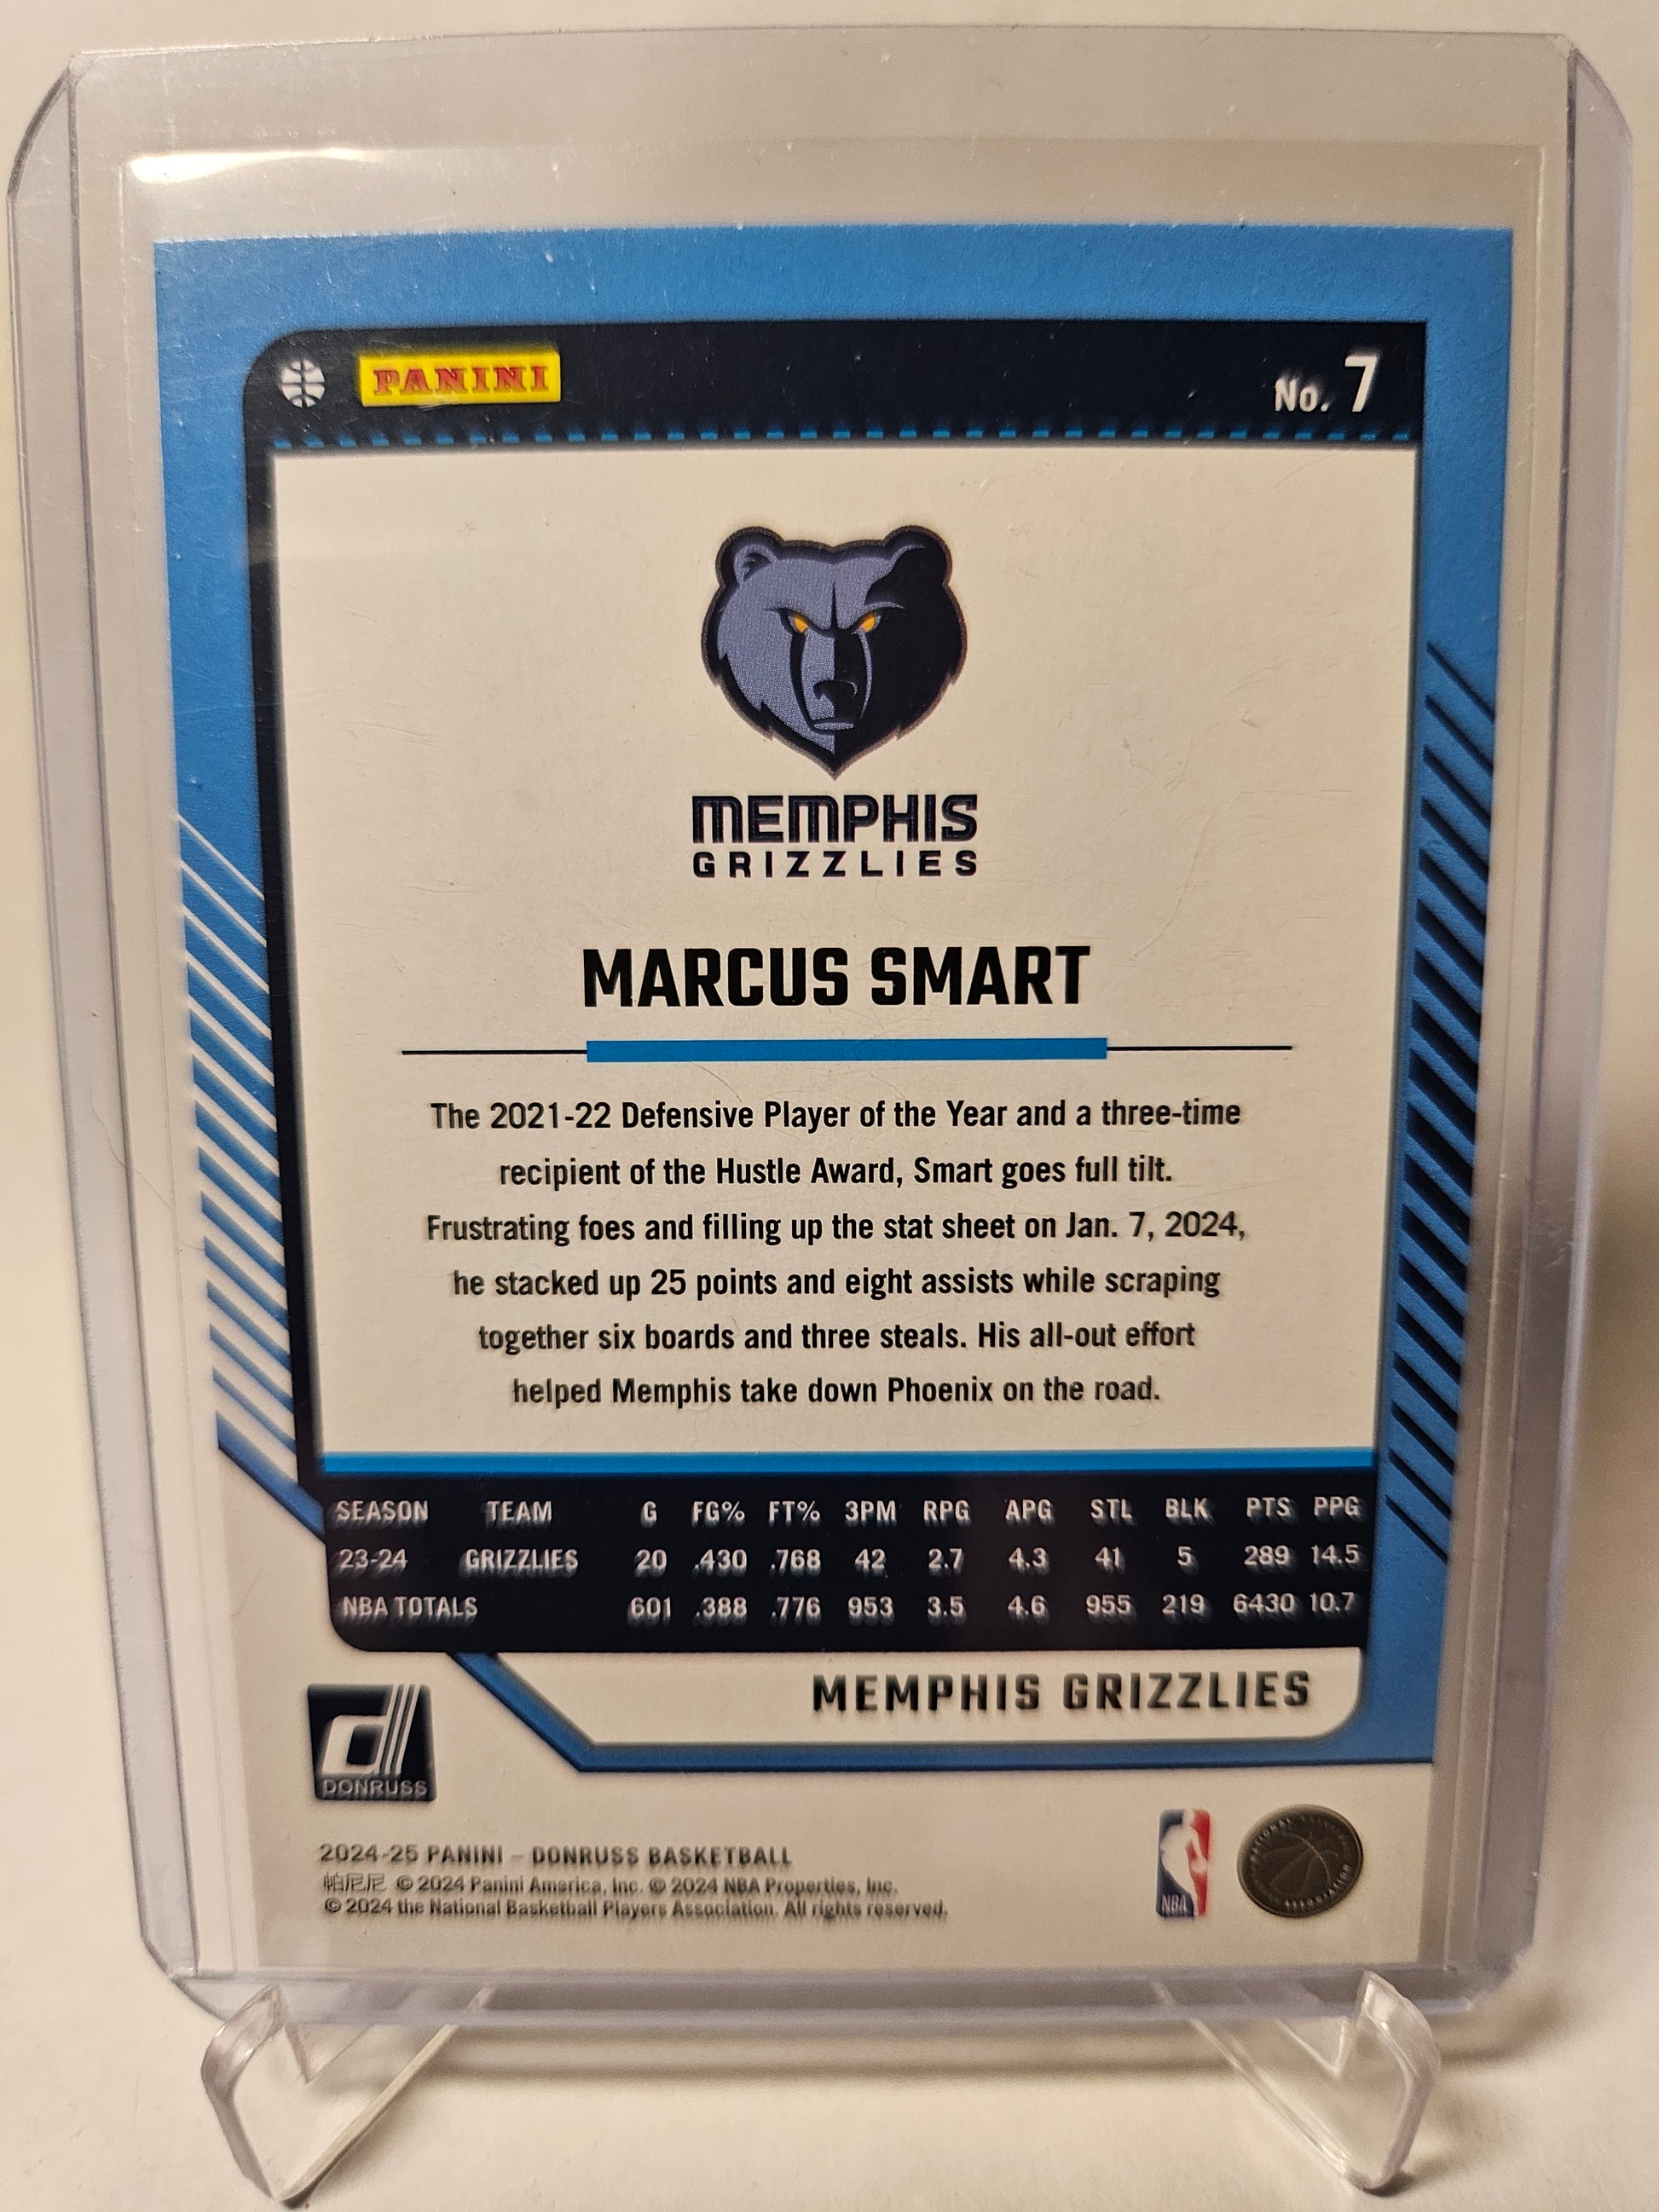 PANINI
No. 7
MEMPHIS
GRIZZLIES
MARCUS SMART
The 2021-22 Defensive Player of the Year and a three-time
recipient of the Hustle Award, Smart goes full tilt.
Frustrating foes and filling up the stat sheet on Jan. 7, 2024,
he stacked up 25 points and eight assists while scraping
together six boards and three steals. His all-out effort
helped Memphis take down Phoenix on the road.
SEASON TEAM G FG% FT% 3PM RPG APG STL BLK PTS PPG
23-24 GRIZZLIES 20 .430 .768 42 2.7 4.3 41 5 289 14.5
NBA TOTALS 601 .388 .776 953 3.5 4.6 955 219 6430 10.7
MEMPHIS GRIZZLIES
d
DONRUSS
2024-25 PANINI – DONRUSS BASKETBALL
帕尼尼 © 2024 Panini America, Inc. © 2024 NBA Properties, Inc.
© 2024 the National Basketball Players Association. All rights reserved.
NBA